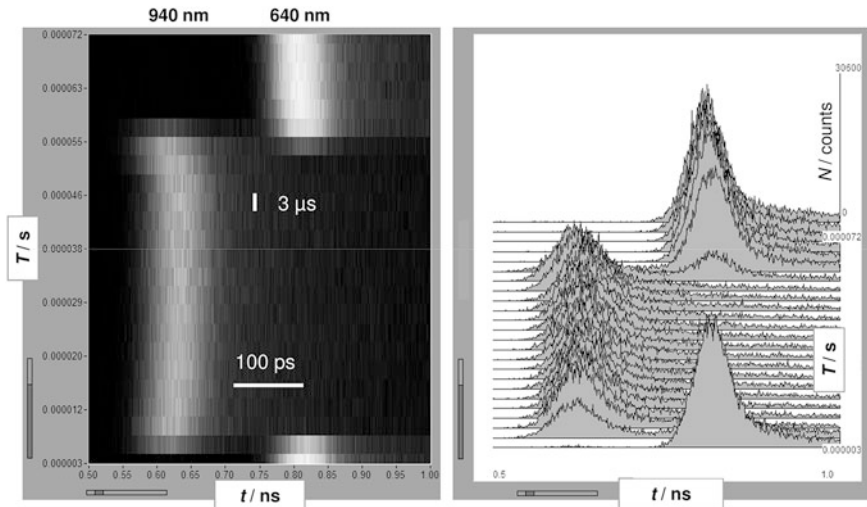 940 nm 640 nm
0.000072
0.000063
0.000055
0.000046
0.000038
0.000029
0.000020
0.000012
0.000003
T / s
3 µs
100 ps
0.50 0.55 0.60 0.65 0.70 0.75 0.80 0.85 0.90 0.95 1.00
t / ns
30600
N / counts
0
0.000072
T / s
0.000003
0.5 1.0
t / ns